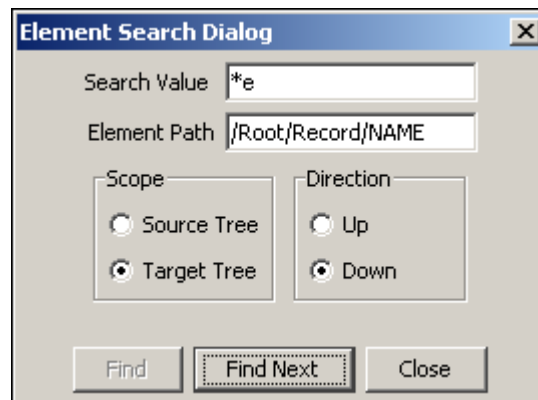 Element Search Dialog
Search Value *e
Element Path /Root/Record/NAME
Scope Direction
Source Tree Up
Target Tree Down
Find Find Next Close